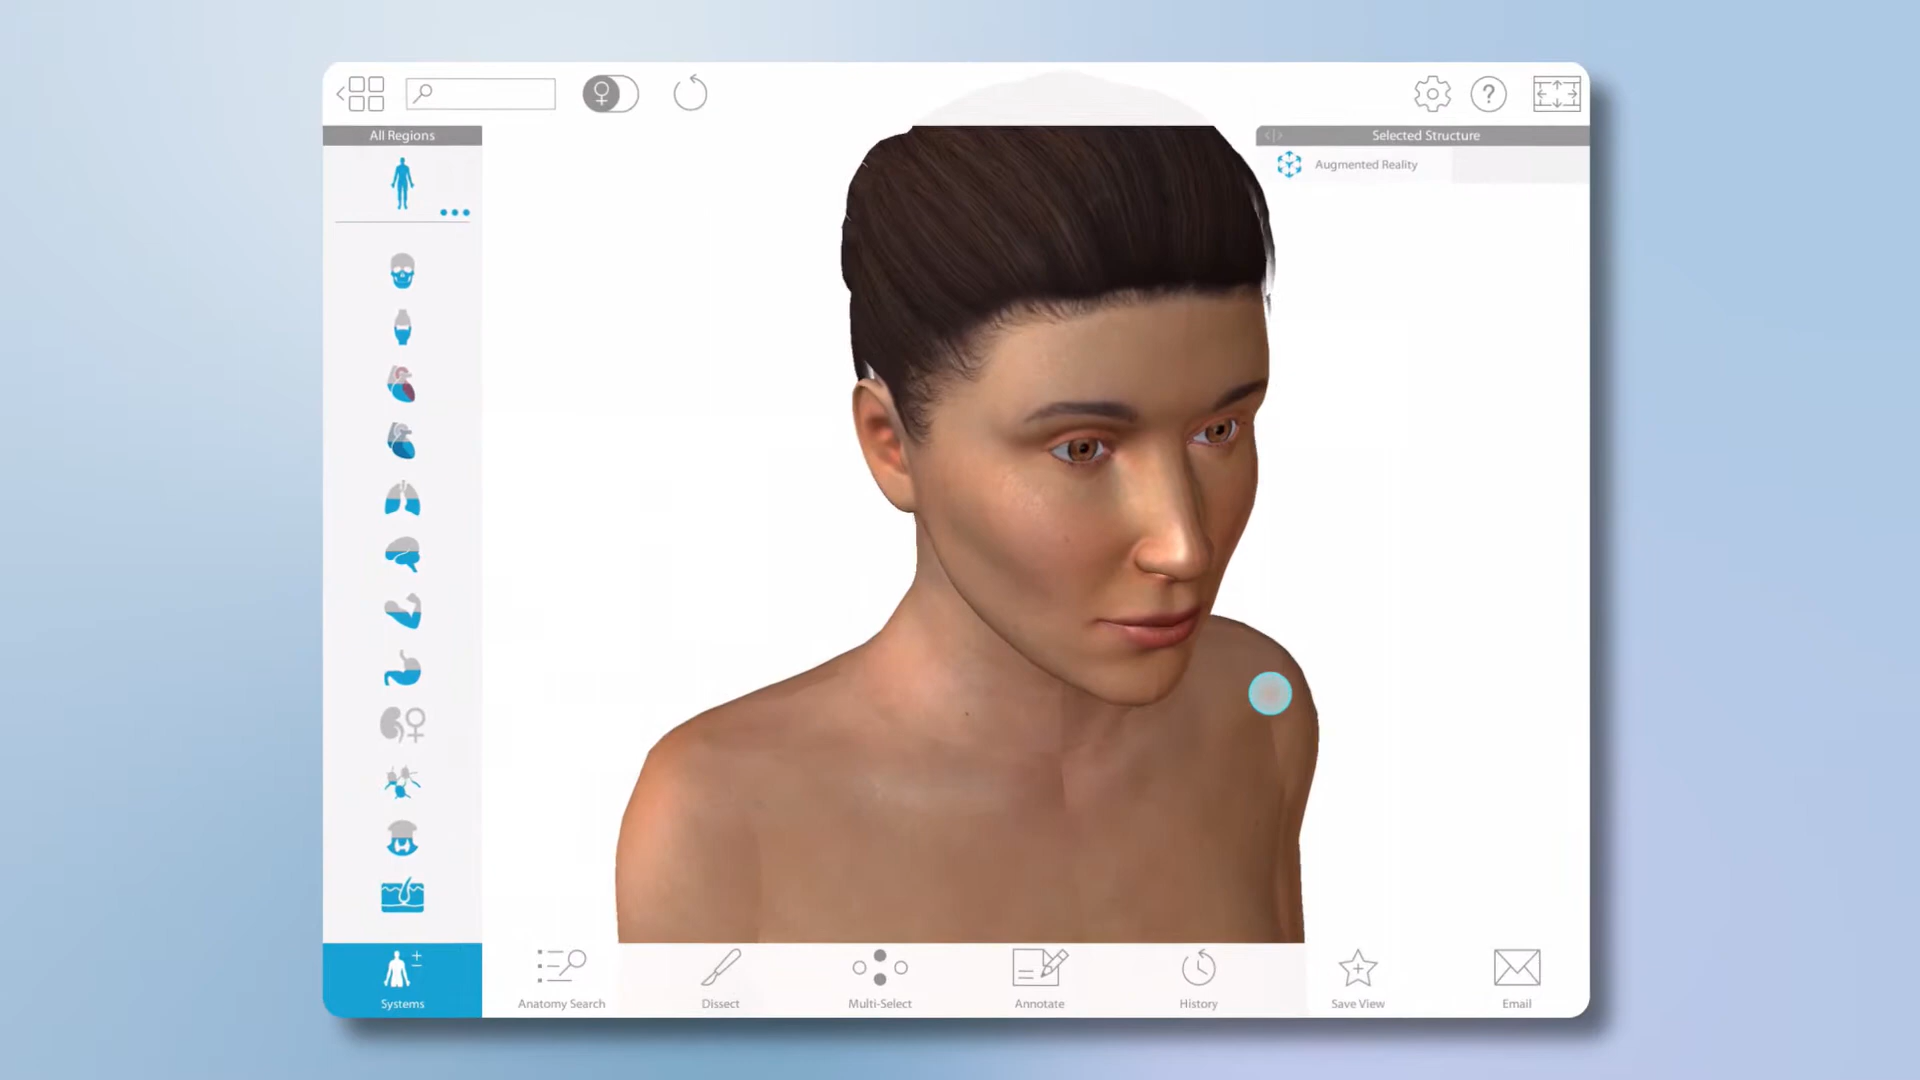 All Regions
Selected Structure
Augmented Reality
Systems
Anatomy Search
Dissect
Multi-Select
Annotate
History
Save View
Email